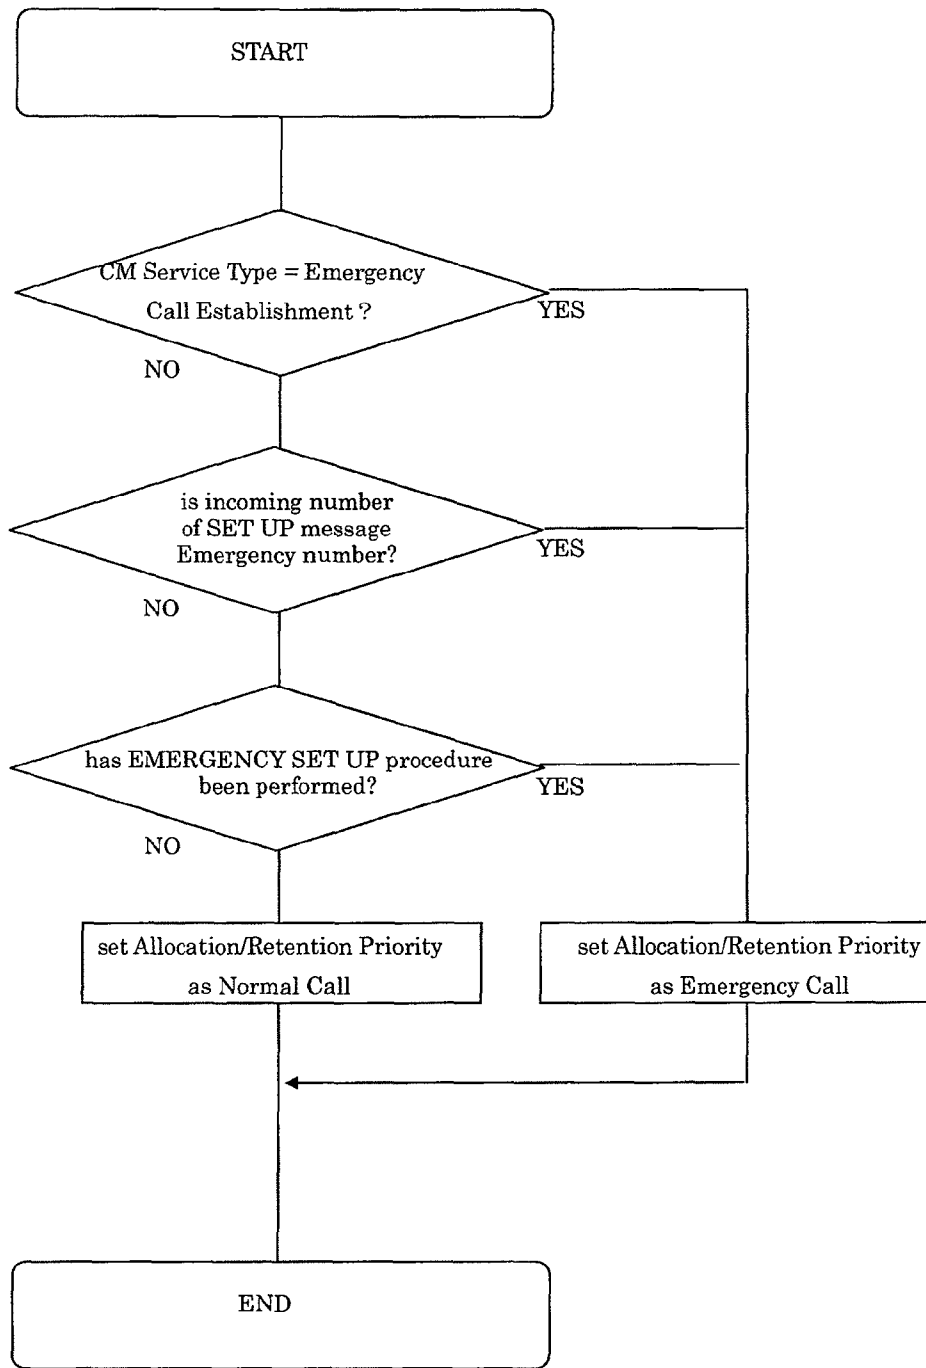 START
CM Service Type = Emergency
Call Establishment ?
YES
NO
is incoming number
of SET UP message
Emergency number?
YES
NO
has EMERGENCY SET UP procedure
been performed?
YES
NO
set Allocation/Retention Priority
as Normal Call
set Allocation/Retention Priority
as Emergency Call
END